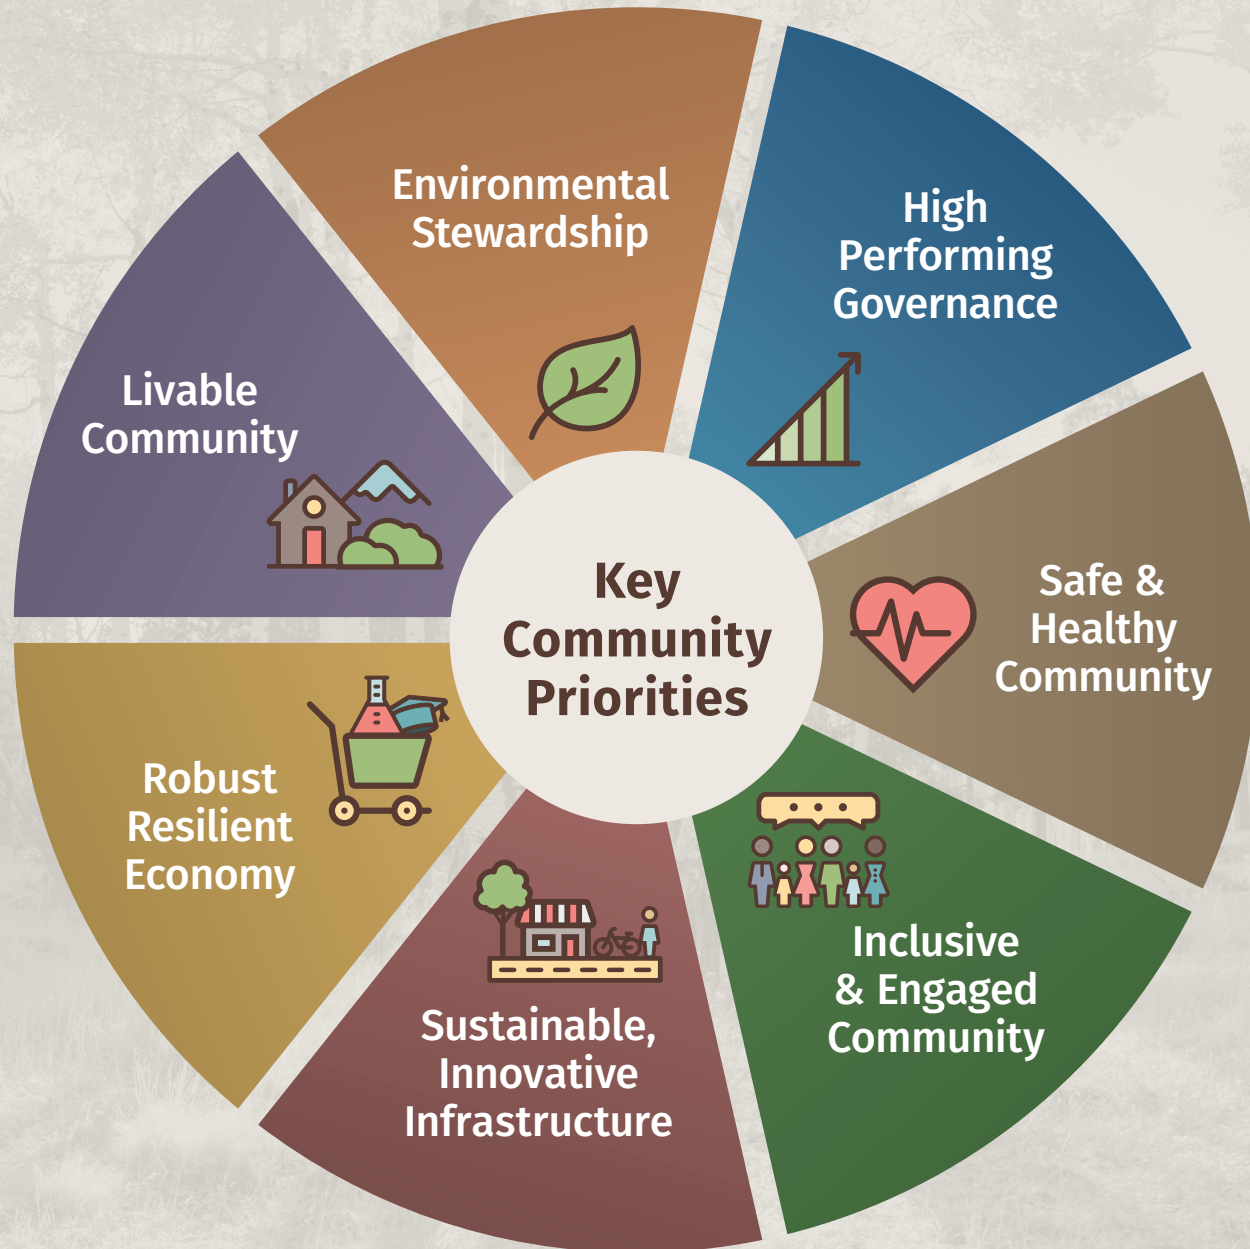 Key
Community
Priorities
Environmental
Stewardship
High
Performing
Governance
Safe &
Healthy
Community
Inclusive
& Engaged
Community
Sustainable,
Innovative
Infrastructure
Robust
Resilient
Economy
Livable
Community